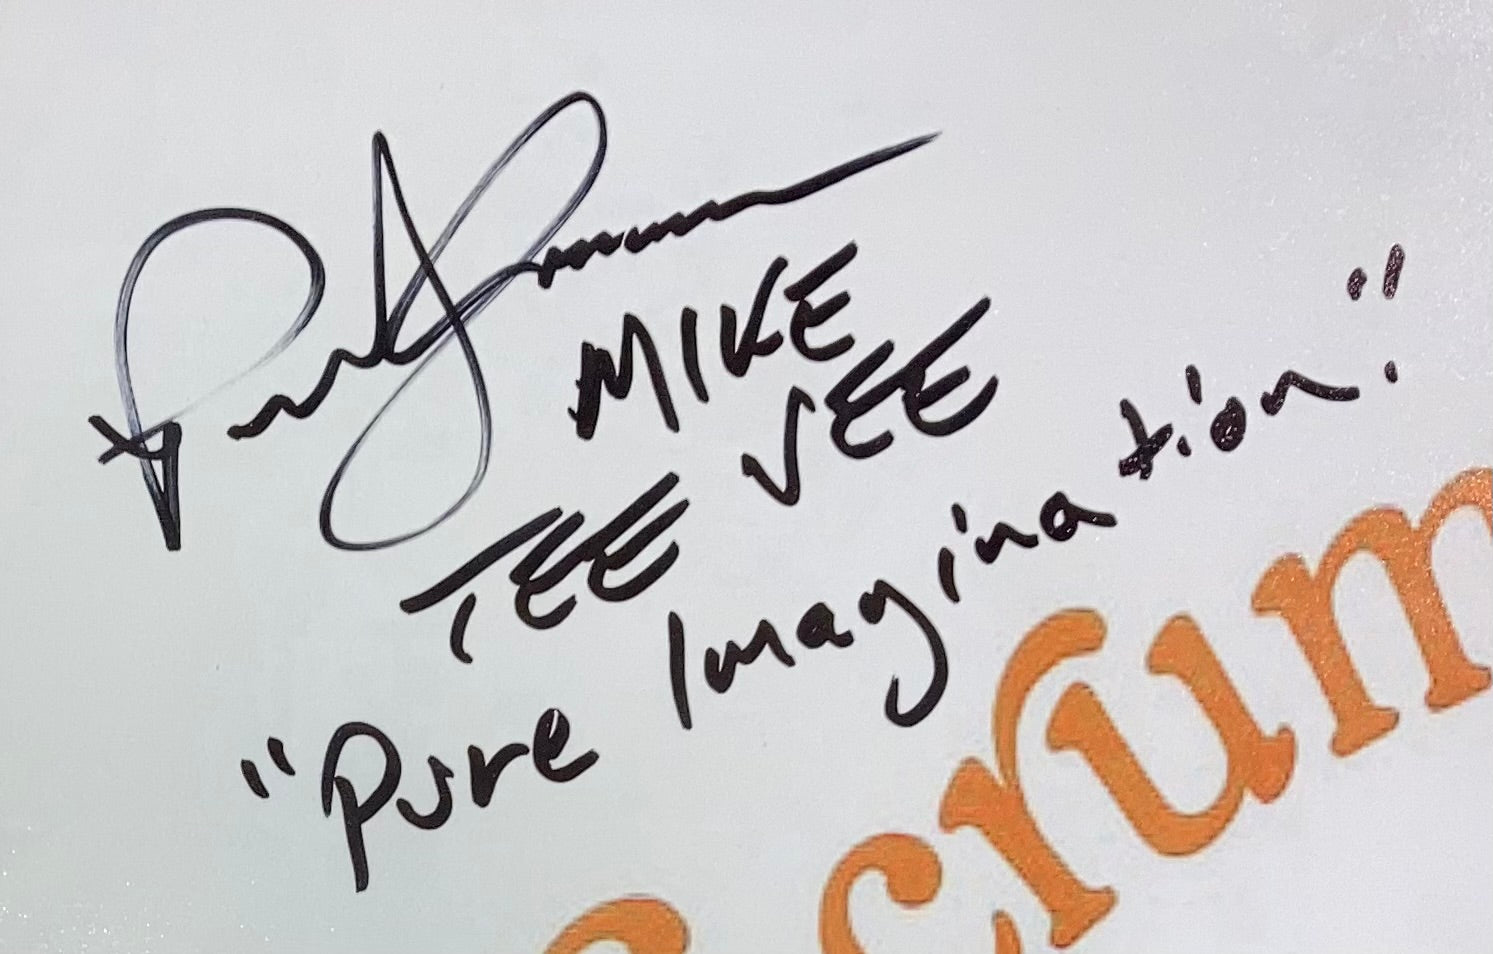 MIKE
TEE VEE
"Pure Imagination."
crum